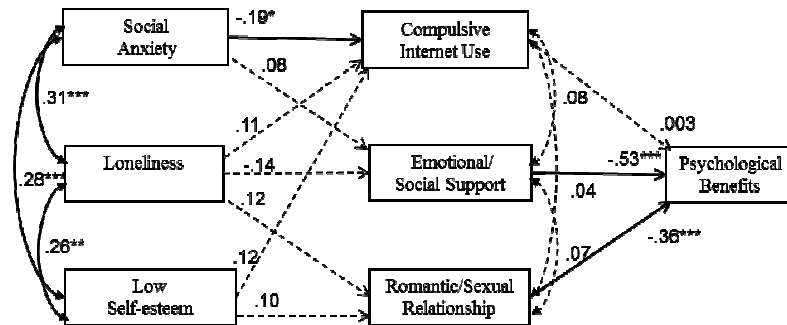 Social
Anxiety
-.19*
Compulsive
Internet Use
.08
.31***
.11
.08
.003
Loneliness
-.14
Emotional/
Social Support
-.53***
Psychological
Benefits
.28***
.12
.04
.26**
.12
.07
-.36***
Low
Self-esteem
.10
Romantic/Sexual
Relationship